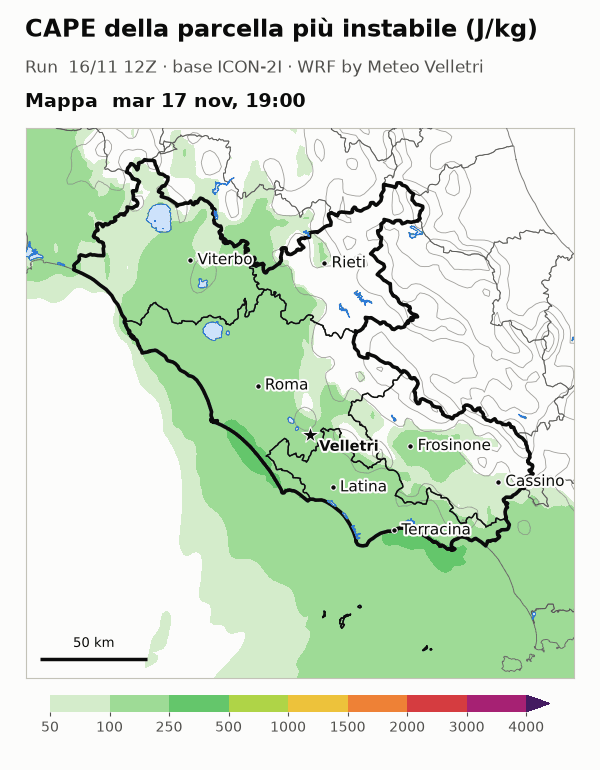 CAPE della parcella più instabile (J/kg)
Run  16/11 12Z · base ICON-2I · WRF by Meteo Velletri
Mappa  mar 17 nov, 19:00
Viterbo
Rieti
Roma
Velletri
Frosinone
Cassino
Latina
Terracina
50 km
50 100 250 500 1000 1500 2000 3000 4000